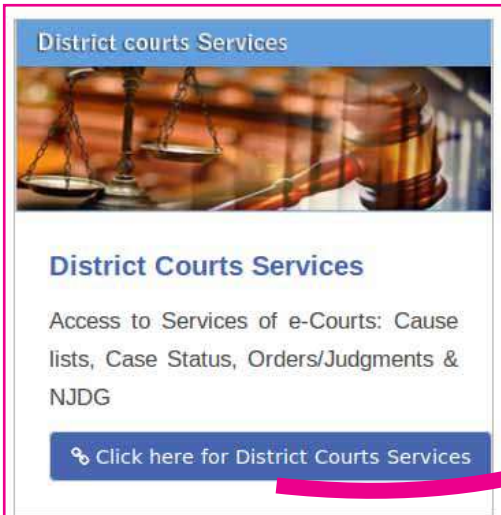 District courts Services
District Courts Services
Access to Services of e-Courts: Cause
lists, Case Status, Orders/Judgments &
NJDG
Click here for District Courts Services